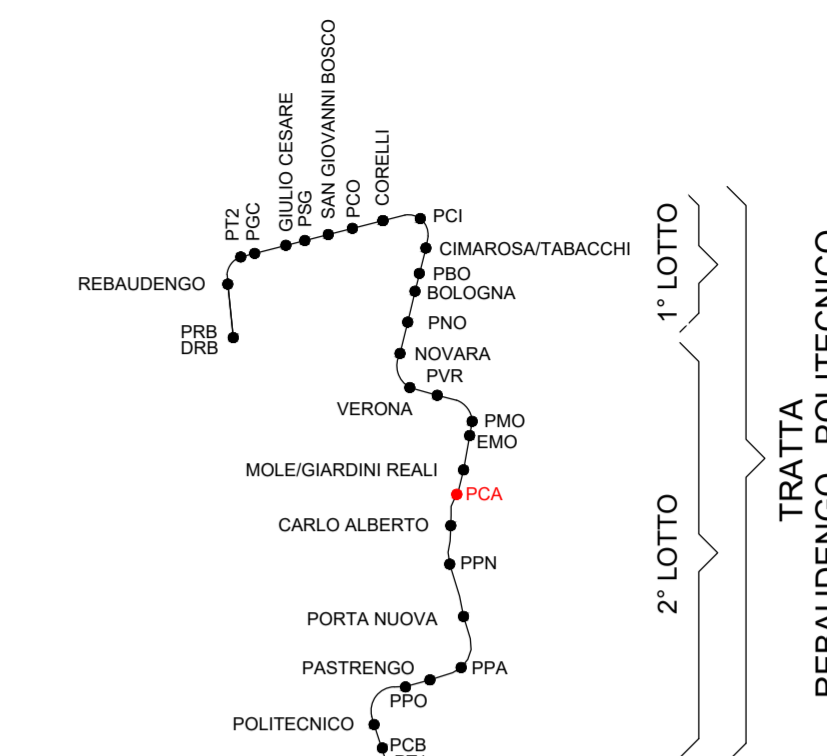 PT2
PGC
GIULIO CESARE
PSG
SAN GIOVANNI BOSCO
PCO
CORELLI
PCI
CIMAROSA/TABACCHI
REBAUDENGO
PBO
BOLOGNA
PRB
DRB
PNO
NOVARA
PVR
VERONA
PMO
EMO
MOLE/GIARDINI REALI
PCA
CARLO ALBERTO
PPN
PORTA NUOVA
PASTRENGO
PPA
PPO
POLITECNICO
PCB
1° LOTTO
2° LOTTO
TRATTA
REBAUDENGO POLITECNICO